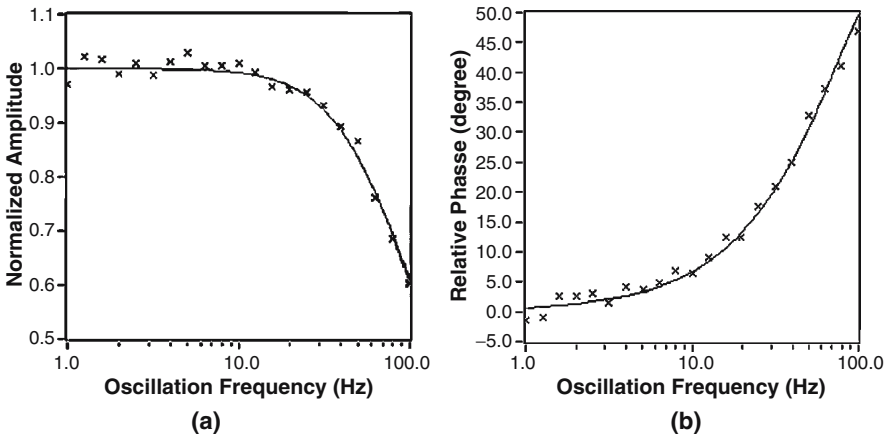 1.1
1.0
0.9
0.8
0.7
0.6
0.5
Normalized Amplitude
1.0 10.0 100.0
Oscillation Frequency (Hz)
(a)
50.0
45.0
40.0
35.0
30.0
25.0
20.0
15.0
10.0
5.0
0.0
−5.0
Relative Phasse (degree)
1.0 10.0 100.0
Oscillation Frequency (Hz)
(b)